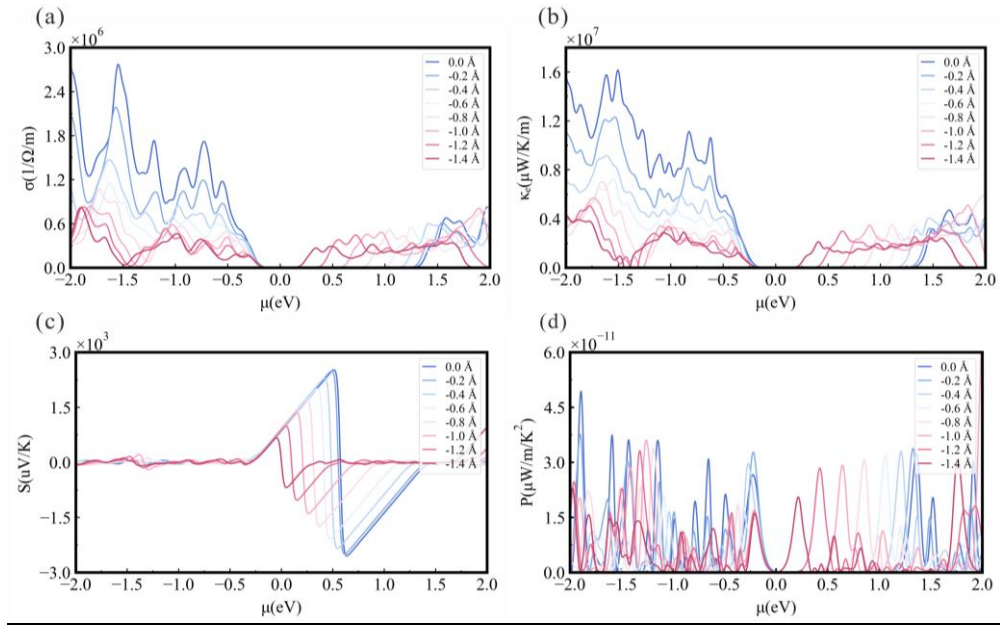 (a)
×10⁶
3.0
2.4
1.8
1.2
0.6
0.0
σ(1/Ω/m)
−2.0 −1.5 −1.0 −0.5 0.0 0.5 1.0 1.5 2.0
μ(eV)
0.0 Å
-0.2 Å
-0.4 Å
-0.6 Å
-0.8 Å
-1.0 Å
-1.2 Å
-1.4 Å
(b)
×10⁷
1.6
1.2
0.8
0.4
0.0
κₑ(μW/K/m)
−2.0 −1.5 −1.0 −0.5 0.0 0.5 1.0 1.5 2.0
μ(eV)
0.0 Å
-0.2 Å
-0.4 Å
-0.6 Å
-0.8 Å
-1.0 Å
-1.2 Å
-1.4 Å
(c)
×10³
3.0
1.5
0.0
−1.5
−3.0
S(uV/K)
−2.0 −1.5 −1.0 −0.5 0.0 0.5 1.0 1.5 2.0
μ(eV)
0.0 Å
-0.2 Å
-0.4 Å
-0.6 Å
-0.8 Å
-1.0 Å
-1.2 Å
-1.4 Å
(d)
×10⁻¹¹
6.0
4.5
3.0
1.5
0.0
P(μW/m/K²)
−2.0 −1.5 −1.0 −0.5 0.0 0.5 1.0 1.5 2.0
μ(eV)
0.0 Å
-0.2 Å
-0.4 Å
-0.6 Å
-0.8 Å
-1.0 Å
-1.2 Å
-1.4 Å